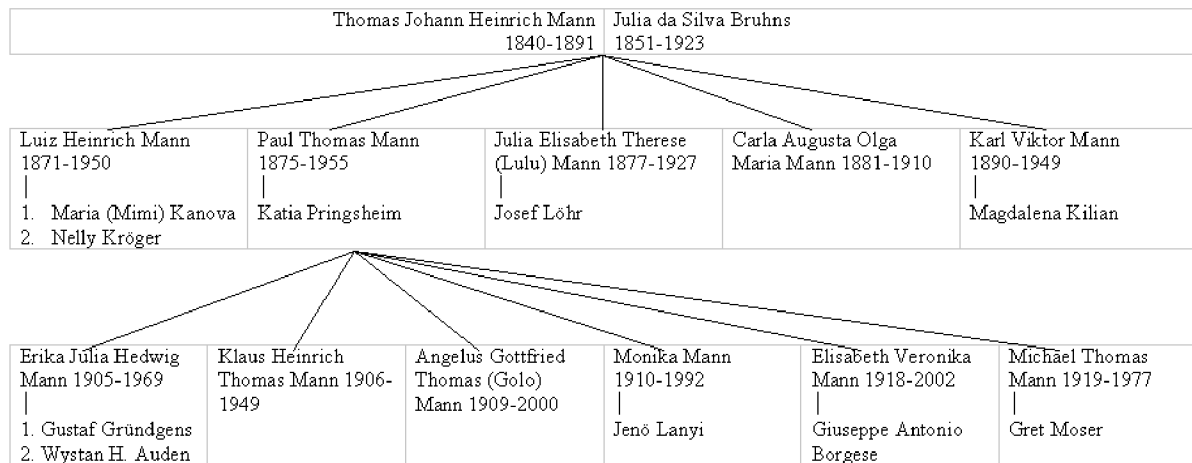 Thomas Johann Heinrich Mann
1840-1891
Julia da Silva Bruhns
1851-1923
Luiz Heinrich Mann
1871-1950
1. Maria (Mimi) Kanova
2. Nelly Kröger
Paul Thomas Mann
1875-1955
Katia Pringsheim
Julia Elisabeth Therese
(Lulu) Mann 1877-1927
Josef Löhr
Carla Augusta Olga
Maria Mann 1881-1910
Karl Viktor Mann
1890-1949
Magdalena Kilian
Erika Julia Hedwig
Mann 1905-1969
1. Gustaf Gründgens
2. Wystan H. Auden
Klaus Heinrich
Thomas Mann 1906-
1949
Angelus Gottfried
Thomas (Golo)
Mann 1909-2000
Monika Mann
1910-1992
Jenö Lanyi
Elisabeth Veronika
Mann 1918-2002
Giuseppe Antonio
Borgese
Michael Thomas
Mann 1919-1977
Gret Moser